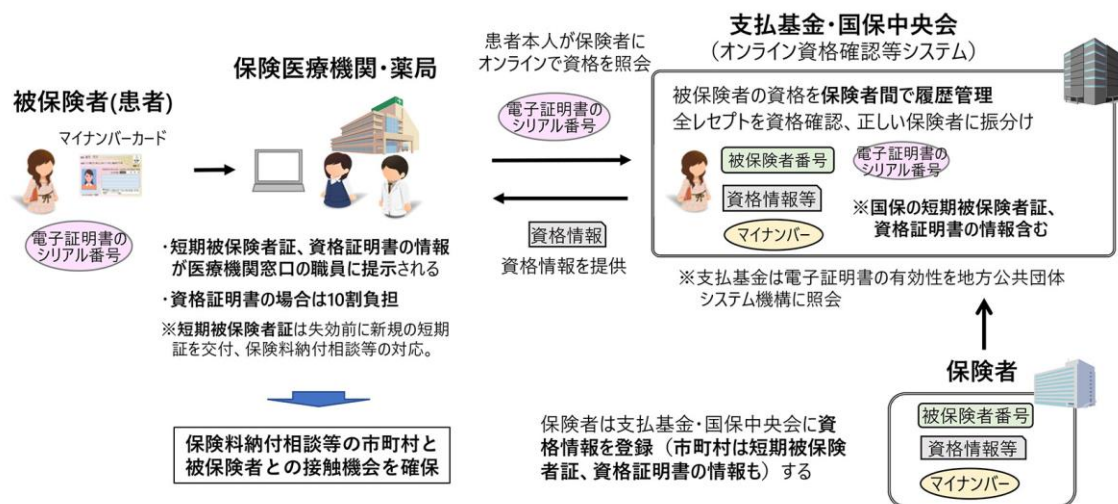 被保険者(患者)
マイナンバーカード
電子証明書の
シリアル番号
保険医療機関・薬局
・短期被保険者証、資格証明書の情報
が医療機関窓口の職員に提示される
・資格証明書の場合は10割負担
※短期被保険者証は失効前に新規の短期
証を交付、保険料納付相談等の対応。
保険料納付相談等の市町村と
被保険者との接触機会を確保
患者本人が保険者に
オンラインで資格を照会
電子証明書の
シリアル番号
資格情報
資格情報を提供
支払基金・国保中央会
(オンライン資格確認等システム)
被保険者の資格を保険者間で履歴管理
全レセプトを資格確認、正しい保険者に振分け
被保険者番号
電子証明書の
シリアル番号
資格情報等
マイナンバー
※国保の短期被保険者証、
資格証明書の情報含む
※支払基金は電子証明書の有効性を地方公共団体
システム機構に照会
保険者
被保険者番号
資格情報等
マイナンバー
保険者は支払基金・国保中央会に資
格情報を登録（市町村は短期被保険
者証、資格証明書の情報も）する